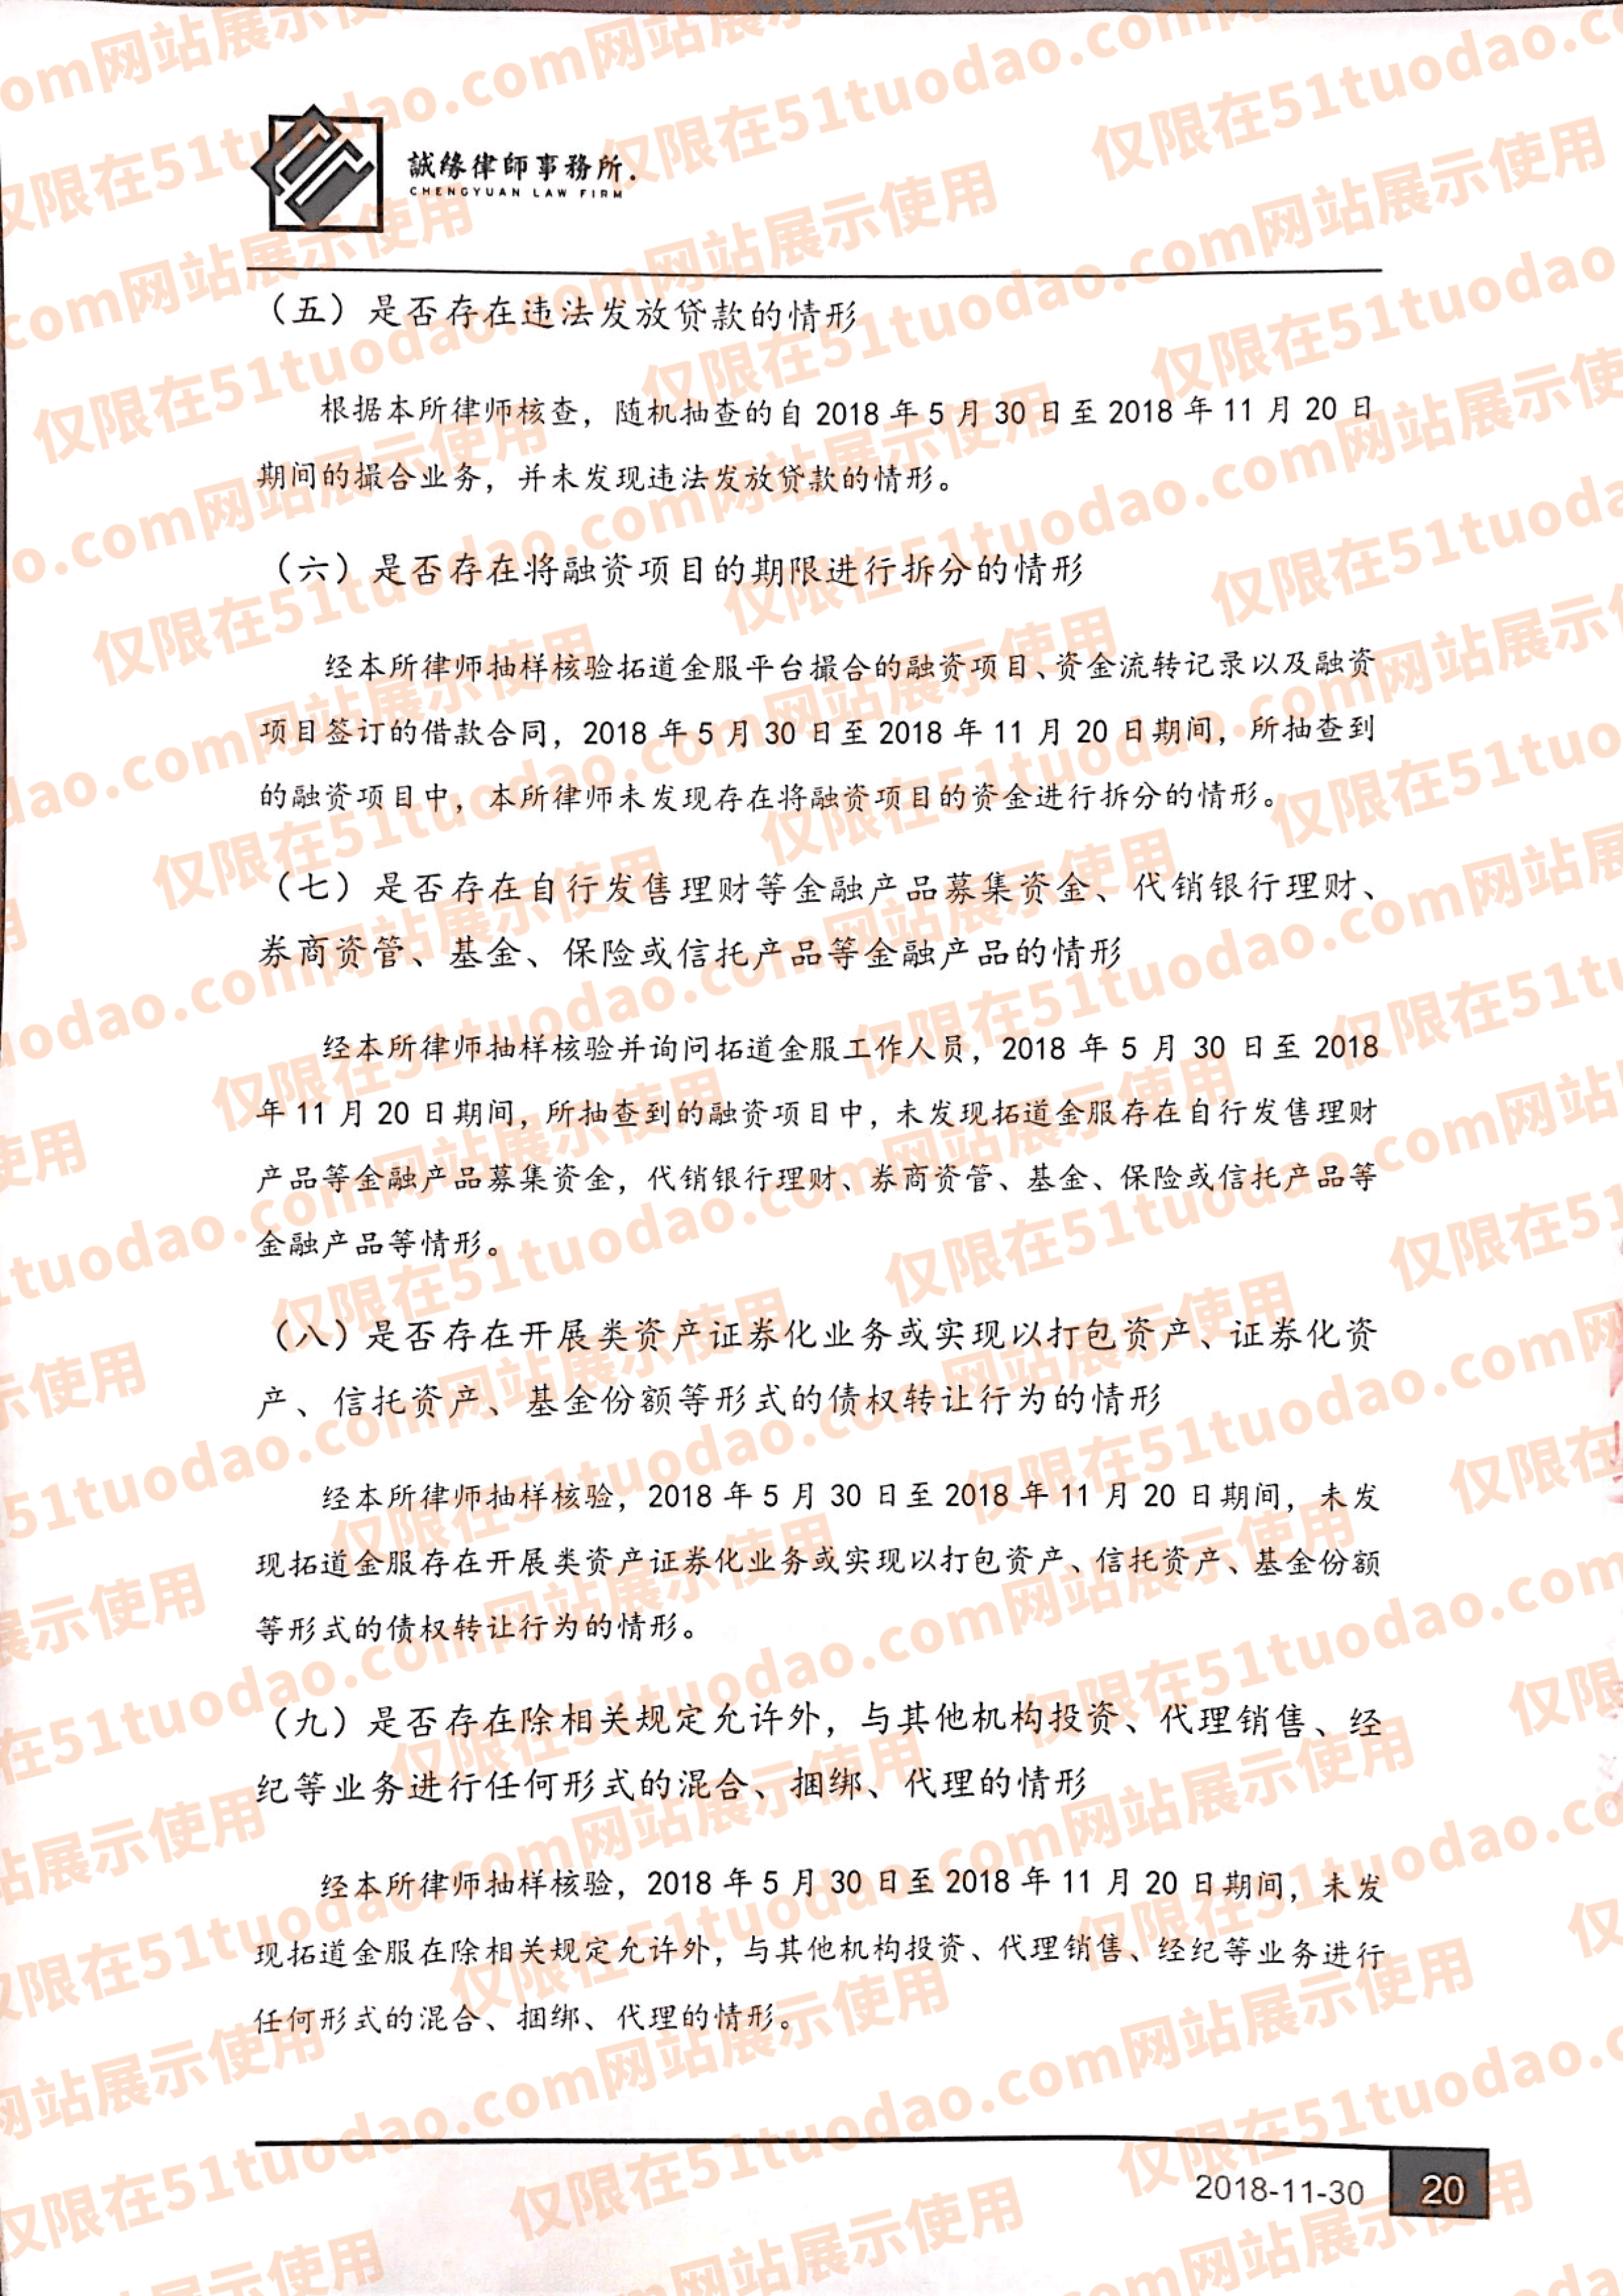 誠缘律師事務所.
CHENGYUAN LAW FIRM
（五）是否存在违法发放贷款的情形
根据本所律师核查，随机抽查的自 2018 年 5 月 30 日至 2018 年 11 月 20 日
期间的撮合业务，并未发现违法发放贷款的情形。
（六）是否存在将融资项目的期限进行拆分的情形
经本所律师抽样核验拓道金服平台撮合的融资项目、资金流转记录以及融资
项目签订的借款合同，2018 年 5 月 30 日至 2018 年 11 月 20 日期间，所抽查到
的融资项目中，本所律师未发现存在将融资项目的资金进行拆分的情形。
（七）是否存在自行发售理财等金融产品募集资金、代销银行理财、
券商资管、基金、保险或信托产品等金融产品的情形
经本所律师抽样核验并询问拓道金服工作人员，2018 年 5 月 30 日至 2018
年 11 月 20 日期间，所抽查到的融资项目中，未发现拓道金服存在自行发售理财
产品等金融产品募集资金，代销银行理财、券商资管、基金、保险或信托产品等
金融产品等情形。
（八）是否存在开展类资产证券化业务或实现以打包资产、证券化资
产、信托资产、基金份额等形式的债权转让行为的情形
经本所律师抽样核验，2018 年 5 月 30 日至 2018 年 11 月 20 日期间，未发
现拓道金服存在开展类资产证券化业务或实现以打包资产、信托资产、基金份额
等形式的债权转让行为的情形。
（九）是否存在除相关规定允许外，与其他机构投资、代理销售、经
纪等业务进行任何形式的混合、捆绑、代理的情形
经本所律师抽样核验，2018 年 5 月 30 日至 2018 年 11 月 20 日期间，未发
现拓道金服在除相关规定允许外，与其他机构投资、代理销售、经纪等业务进行
任何形式的混合、捆绑、代理的情形。
2018-11-30 20
仅限在51tuodao.com网站展示使用